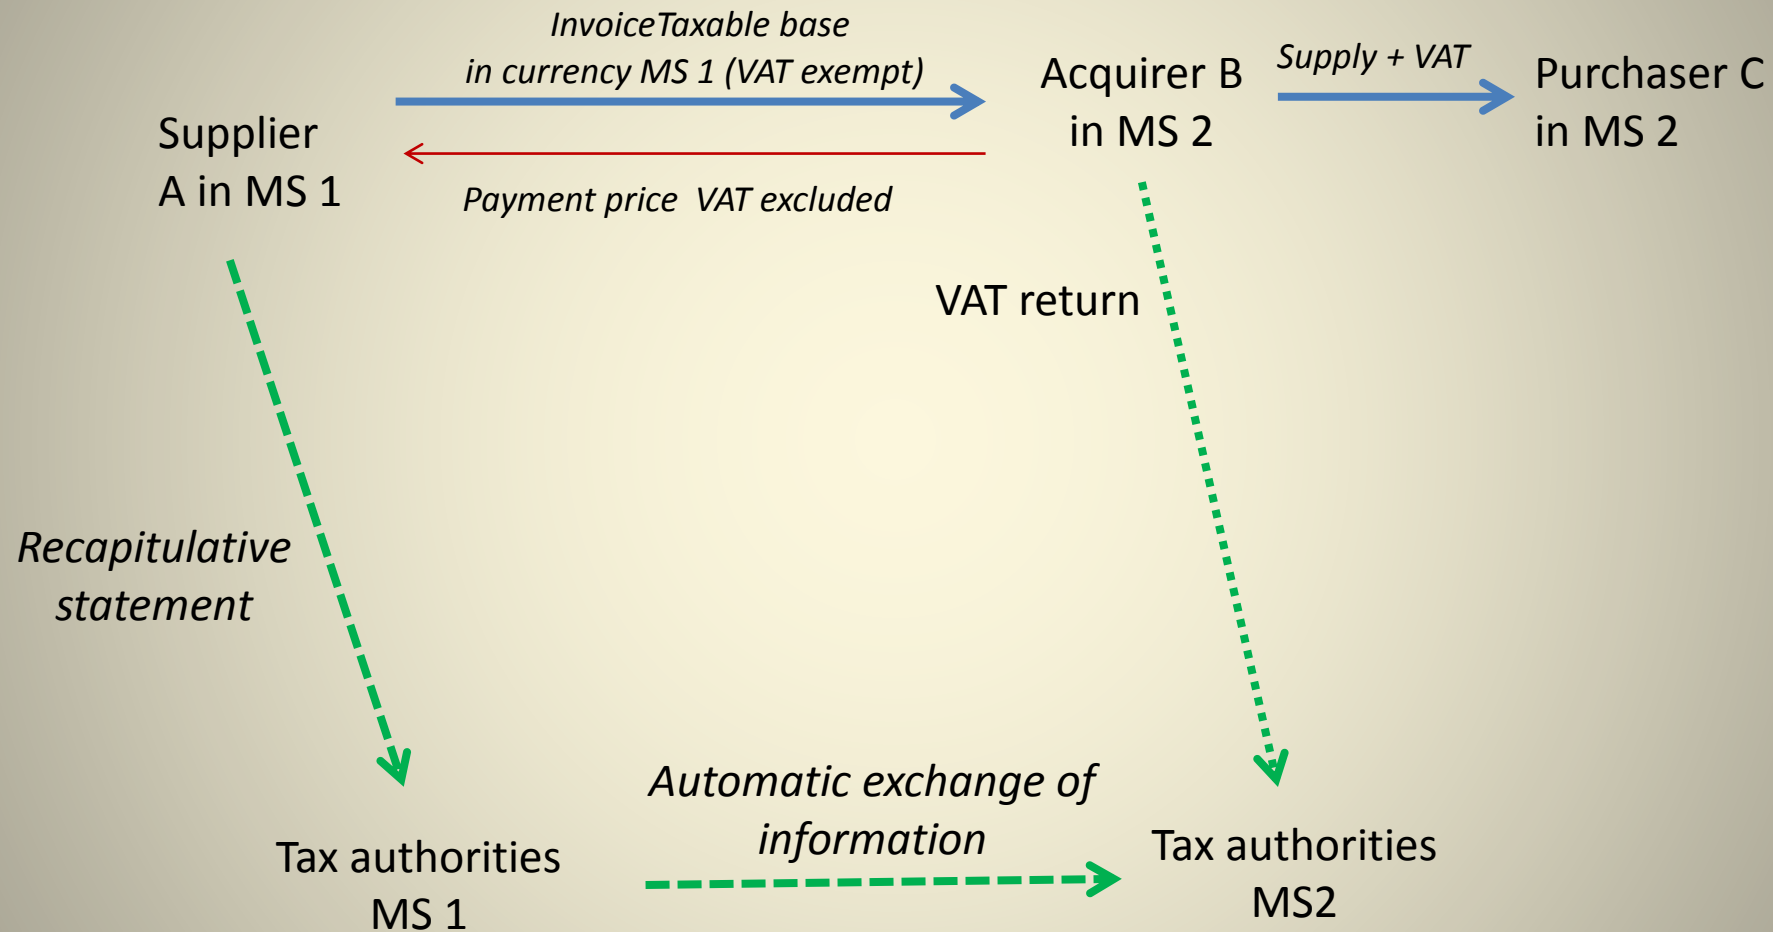 InvoiceTaxable base
in currency MS 1 (VAT exempt)
Acquirer B
in MS 2
Supply + VAT
Purchaser C
in MS 2
Supplier
A in MS 1
Payment price VAT excluded
VAT return
Recapitulative
statement
Automatic exchange of
information
Tax authorities
MS 1
Tax authorities
MS2